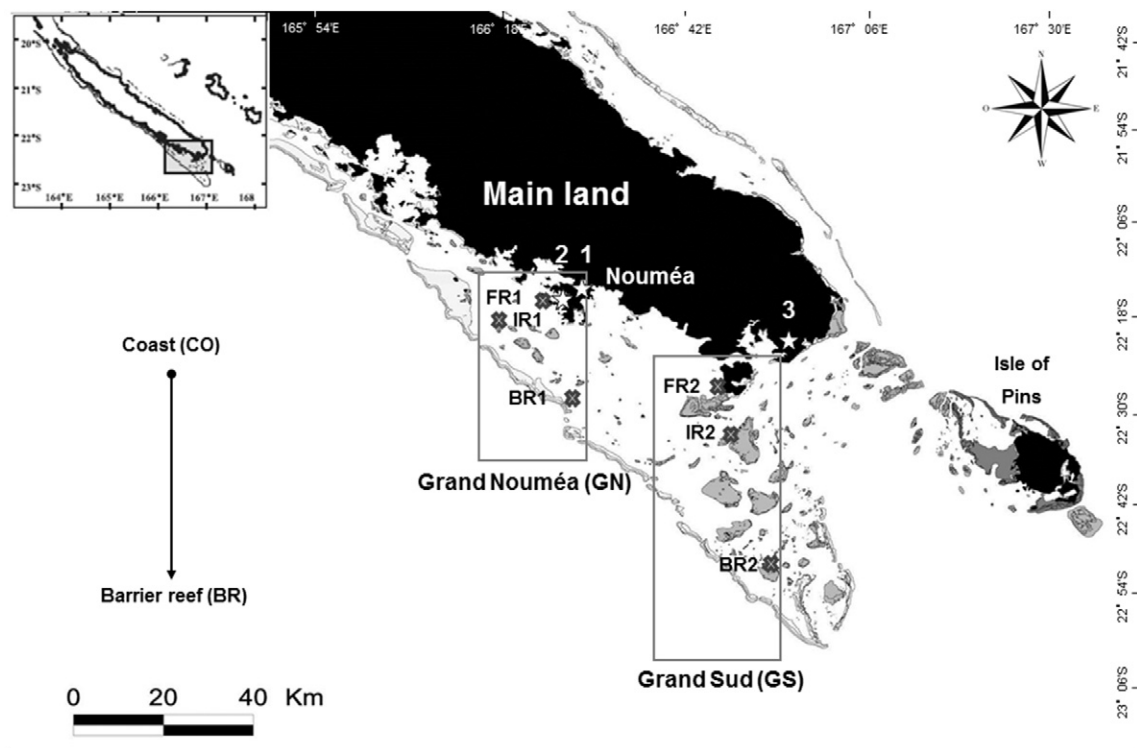 165° 54'E
166° 18'E
166° 42'E
167° 06'E
167° 30'E
20°S
21°S
22°S
23°S
164°E
165°E
166°E
167°E
168
21° 42'S
21° 54'S
22° 06'S
22° 18'S
22° 30'S
22° 42'S
22° 54'S
23° 06'S
N
O
E
W
Main land
2 1
Nouméa
3
FR1
IR1
BR1
Grand Nouméa (GN)
FR2
IR2
BR2
Grand Sud (GS)
Isle of
Pins
Coast (CO)
Barrier reef (BR)
0 20 40 Km